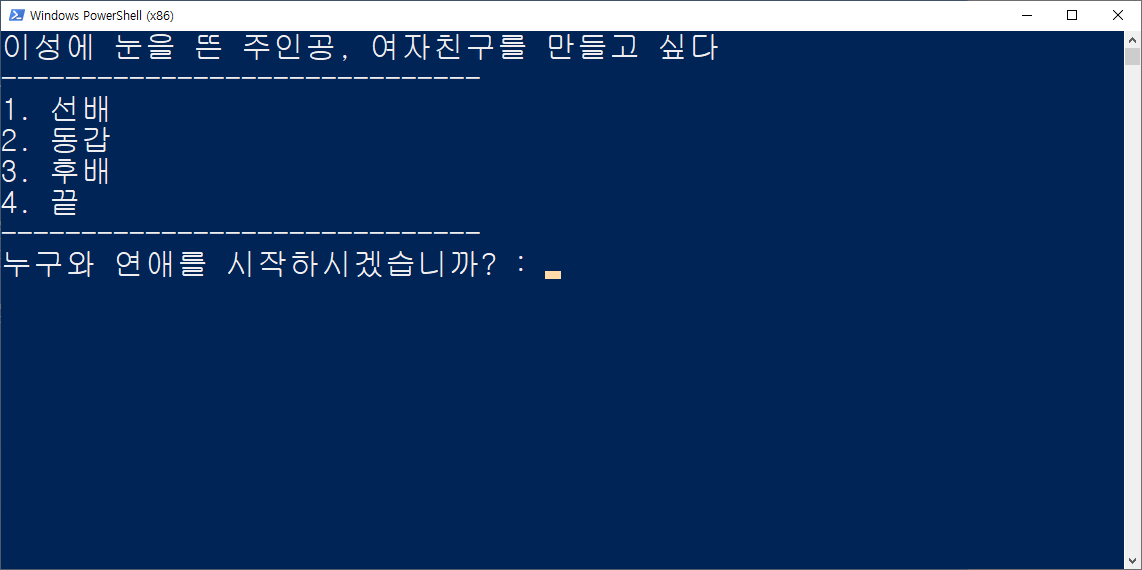 Windows PowerShell (x86)
이성에 눈을 뜬 주인공, 여자친구를 만들고 싶다
------------------------------
1. 선배
2. 동갑
3. 후배
4. 끝
------------------------------
누구와 연애를 시작하시겠습니까? :